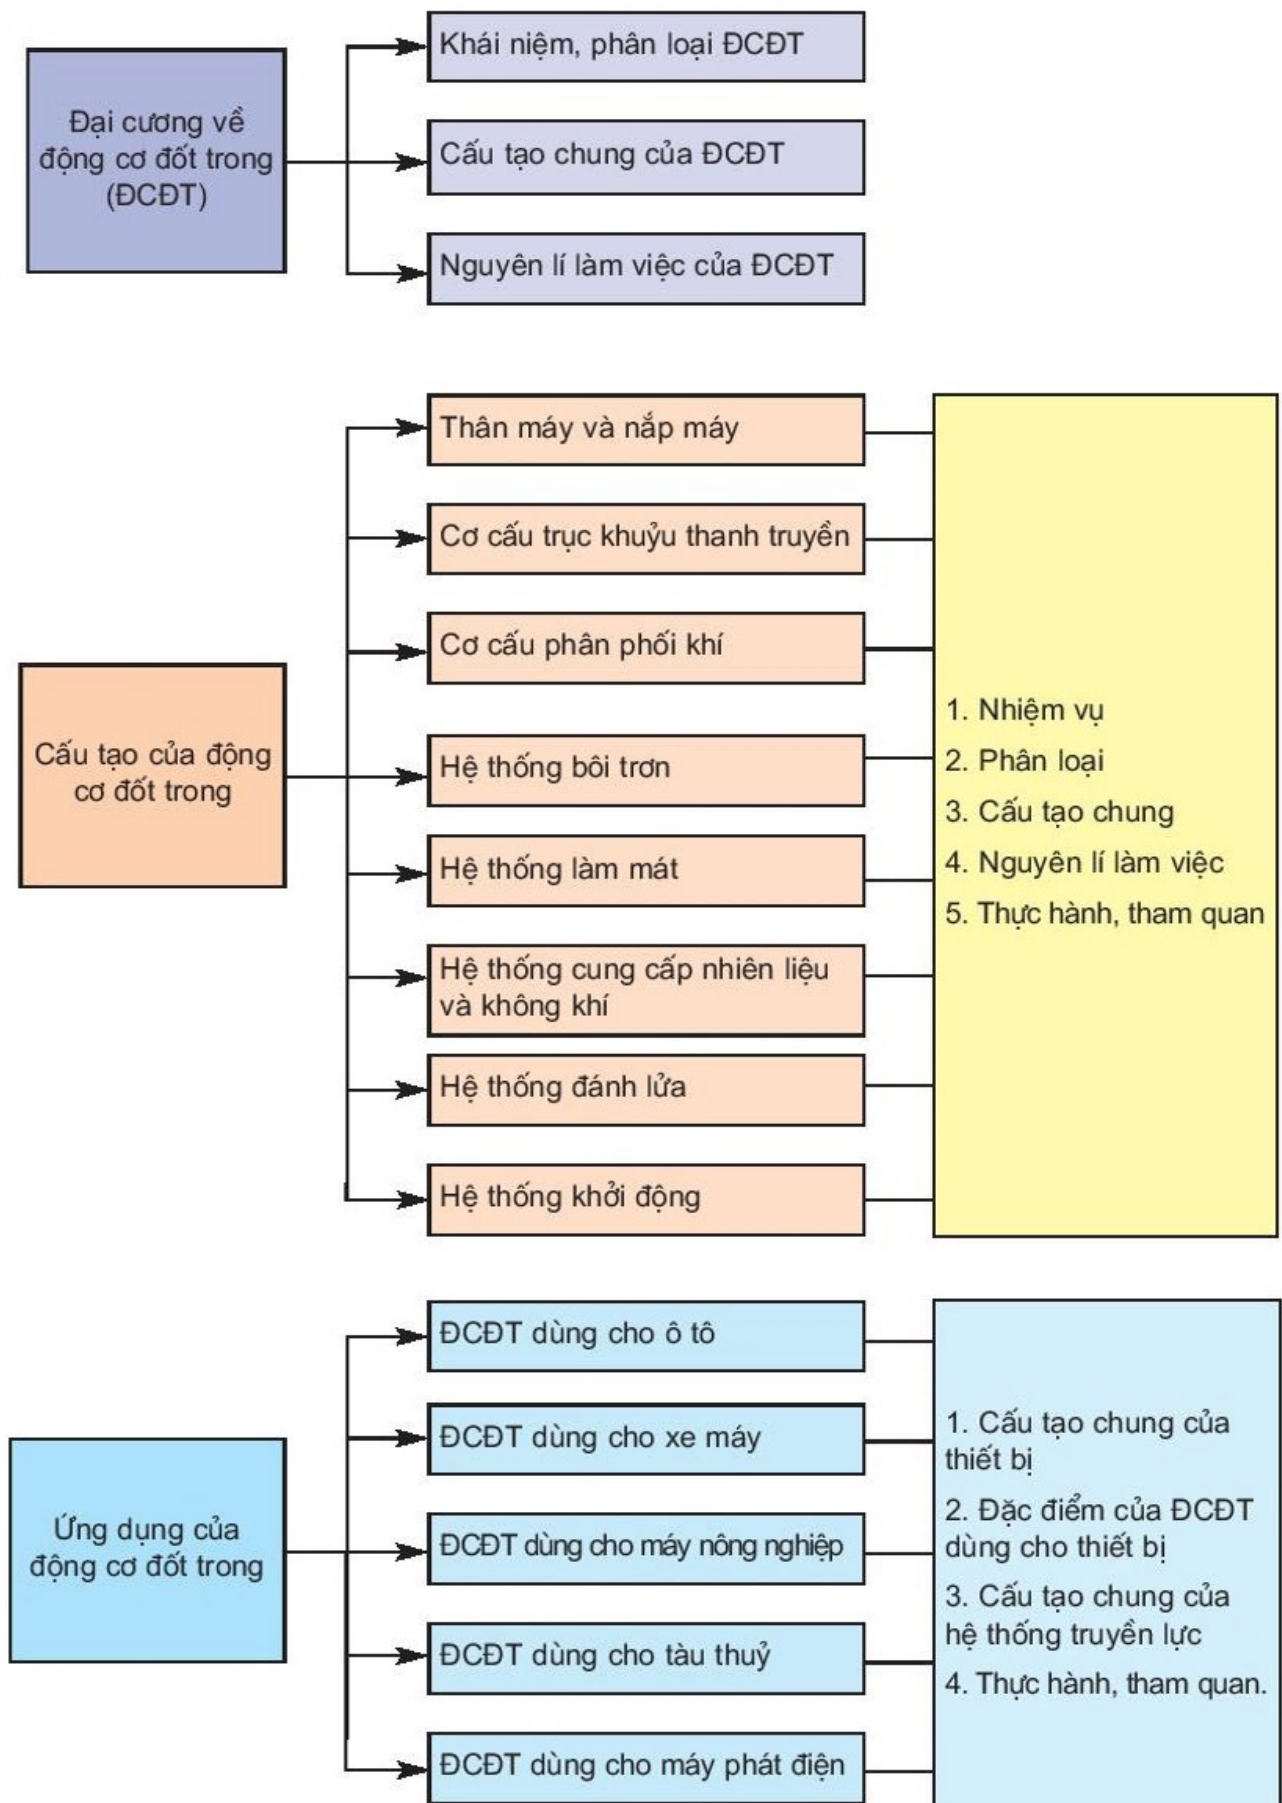 Đại cương về
động cơ đốt trong
(ĐCĐT)
Khái niệm, phân loại ĐCĐT
Cấu tạo chung của ĐCĐT
Nguyên lí làm việc của ĐCĐT
Cấu tạo của động
cơ đốt trong
Thân máy và nắp máy
Cơ cấu trục khuỷu thanh truyền
Cơ cấu phân phối khí
Hệ thống bôi trơn
Hệ thống làm mát
Hệ thống cung cấp nhiên liệu
và không khí
Hệ thống đánh lửa
Hệ thống khởi động
1. Nhiệm vụ
2. Phân loại
3. Cấu tạo chung
4. Nguyên lí làm việc
5. Thực hành, tham quan
Ứng dụng của
động cơ đốt trong
ĐCĐT dùng cho ô tô
ĐCĐT dùng cho xe máy
ĐCĐT dùng cho máy nông nghiệp
ĐCĐT dùng cho tàu thuỷ
ĐCĐT dùng cho máy phát điện
1. Cấu tạo chung của
thiết bị
2. Đặc điểm của ĐCĐT
dùng cho thiết bị
3. Cấu tạo chung của
hệ thống truyền lực
4. Thực hành, tham quan.